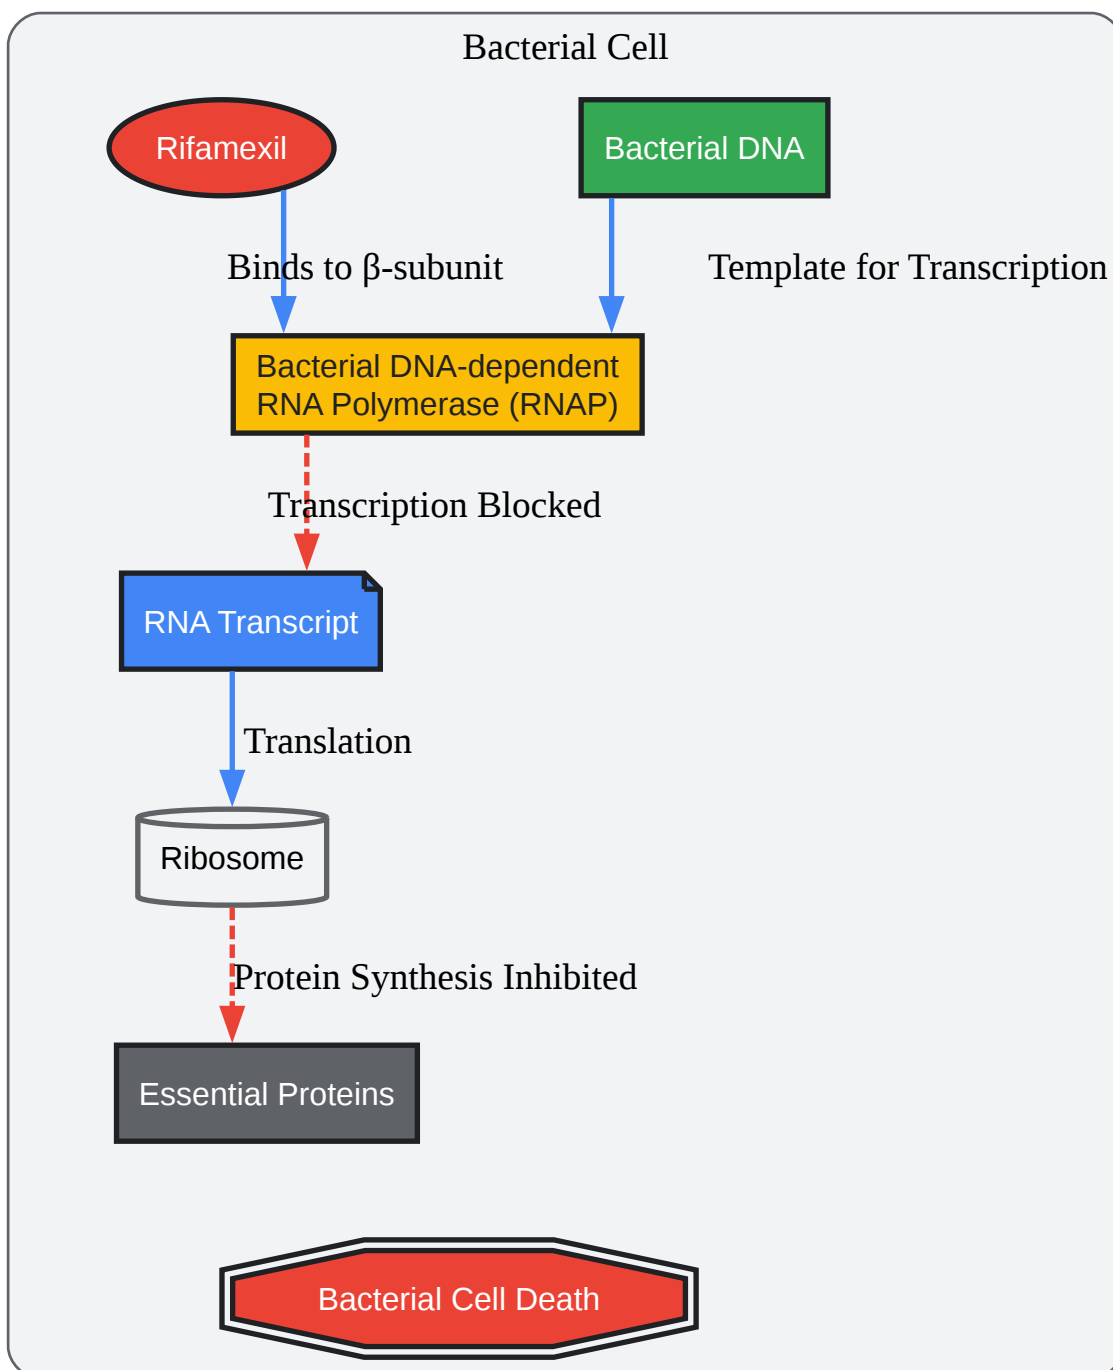 Bacterial Cell
Rifamexil
Bacterial DNA
Binds to β-subunit
Template for Transcription
Bacterial DNA-dependent
RNA Polymerase (RNAP)
Transcription Blocked
RNA Transcript
Translation
Ribosome
Protein Synthesis Inhibited
Essential Proteins
Bacterial Cell Death